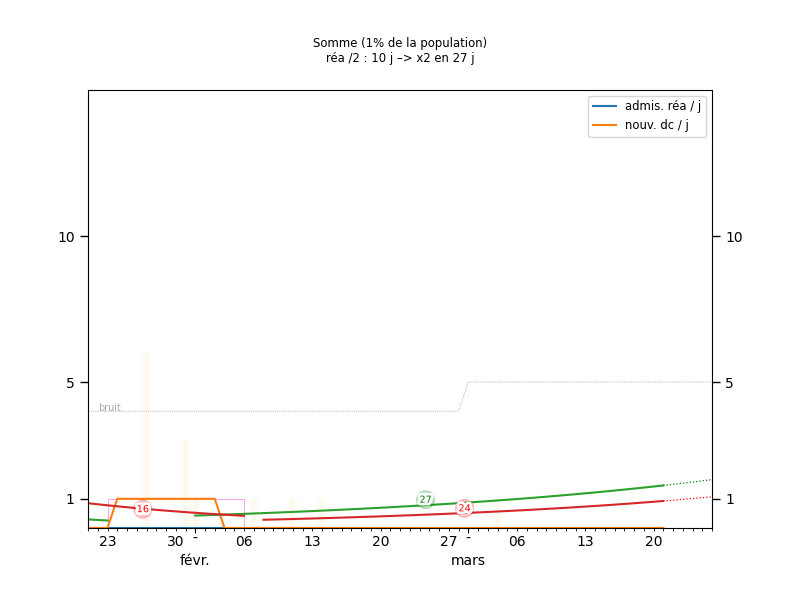 Somme (1% de la population)
réa /2 : 10 j –> x2 en 27 j
admis. réa / j
nouv. dc / j
10
10
5
5
bruit
1
1
16
27
24
23
30
-
06
13
20
27
-
06
13
20
févr.
mars